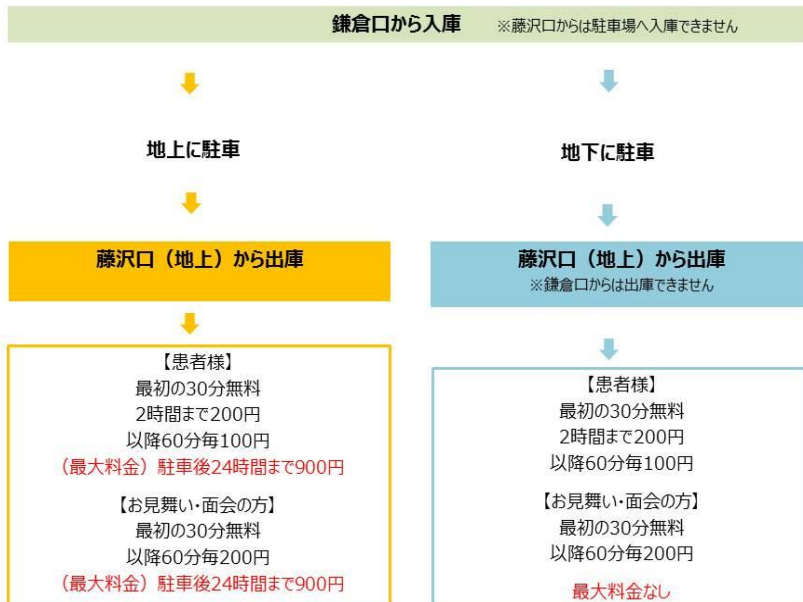 鎌倉口から入庫 ※藤沢口からは駐車場へ入庫できません
地上に駐車
藤沢口（地上）から出庫
【患者様】
最初の30分無料
2時間まで200円
以降60分毎100円
（最大料金）駐車後24時間まで900円
【お見舞い・面会の方】
最初の30分無料
以降60分毎200円
（最大料金）駐車後24時間まで900円
地下に駐車
藤沢口（地上）から出庫
※鎌倉口からは出庫できません
【患者様】
最初の30分無料
2時間まで200円
以降60分毎100円
【お見舞い・面会の方】
最初の30分無料
以降60分毎200円
最大料金なし